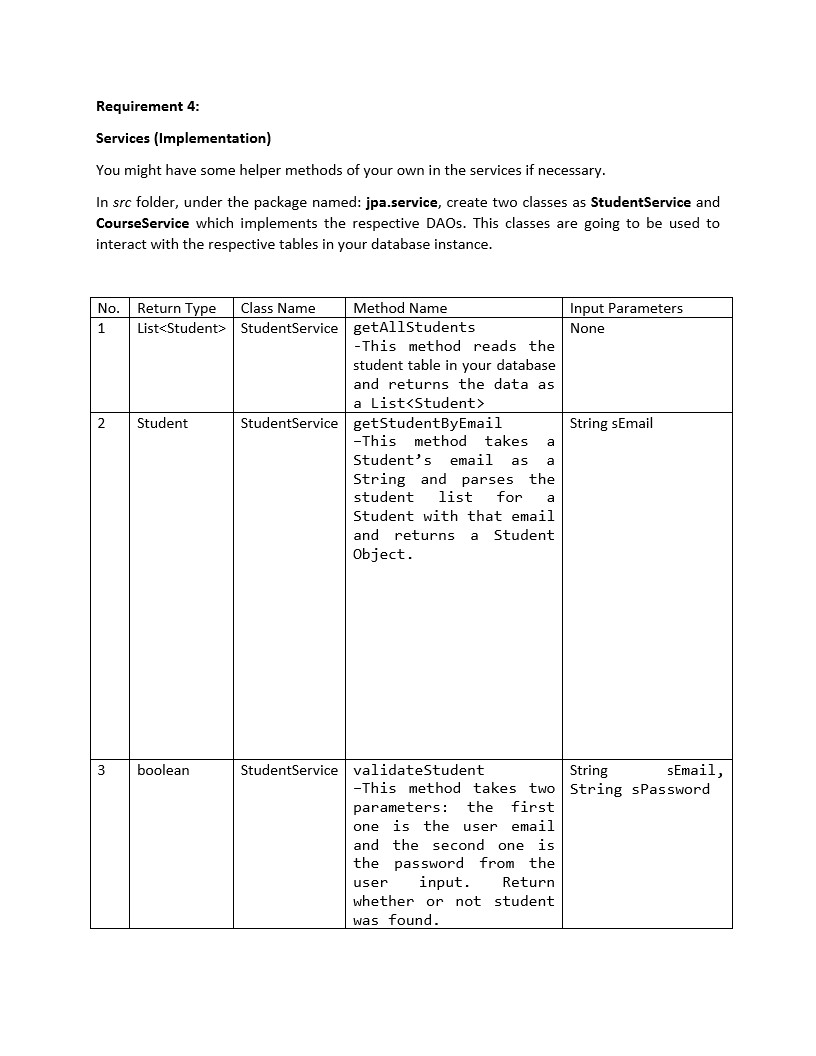 Requirement 4:
Services (Implementation)
You might have some helper methods of your own in the services if necessary.
In src folder, under the package named: jpa.service, create two classes as StudentService and
CourseService which implements the respective DAOs. This classes are going to be used to
interact with the respective tables in your database instance.
No. Return Type Class Name Method Name Input Parameters
1 List<Student> StudentService getAllStudents None
-This method reads the
student table in your database
and returns the data as
a List<Student>
2 Student StudentService getStudentByEmail String sEmail
–This method takes a
Student’s email as a
String and parses the
student list for a
Student with that email
and returns a Student
Object.
3 boolean StudentService validateStudent String sEmail,
–This method takes two String sPassword
parameters: the first
one is the user email
and the second one is
the password from the
user input. Return
whether or not student
was found.